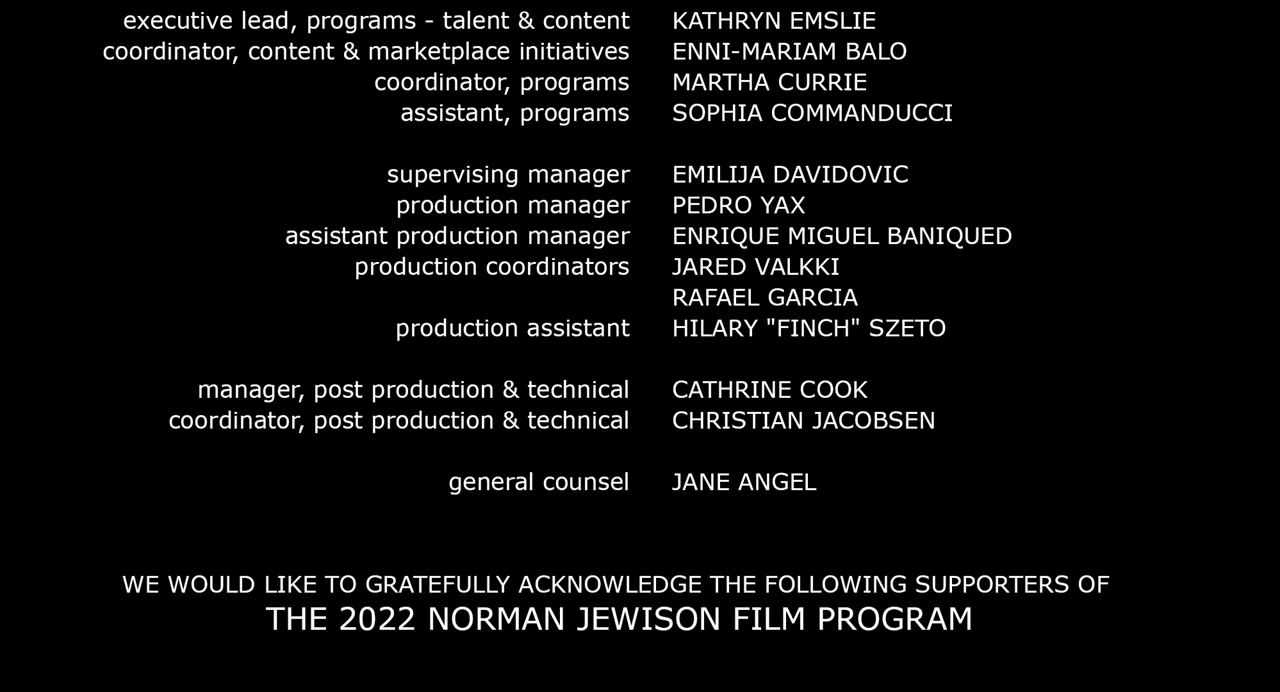 executive lead, programs - talent & content KATHRYN EMSLIE
coordinator, content & marketplace initiatives ENNI-MARIAM BALO
coordinator, programs MARTHA CURRIE
assistant, programs SOPHIA COMMANDUCCI
supervising manager EMILIJA DAVIDOVIC
production manager PEDRO YAX
assistant production manager ENRIQUE MIGUEL BANIQUED
production coordinators JARED VALKKI
RAFAEL GARCIA
production assistant HILARY "FINCH" SZETO
manager, post production & technical CATHRINE COOK
coordinator, post production & technical CHRISTIAN JACOBSEN
general counsel JANE ANGEL
WE WOULD LIKE TO GRATEFULLY ACKNOWLEDGE THE FOLLOWING SUPPORTERS OF
THE 2022 NORMAN JEWISON FILM PROGRAM